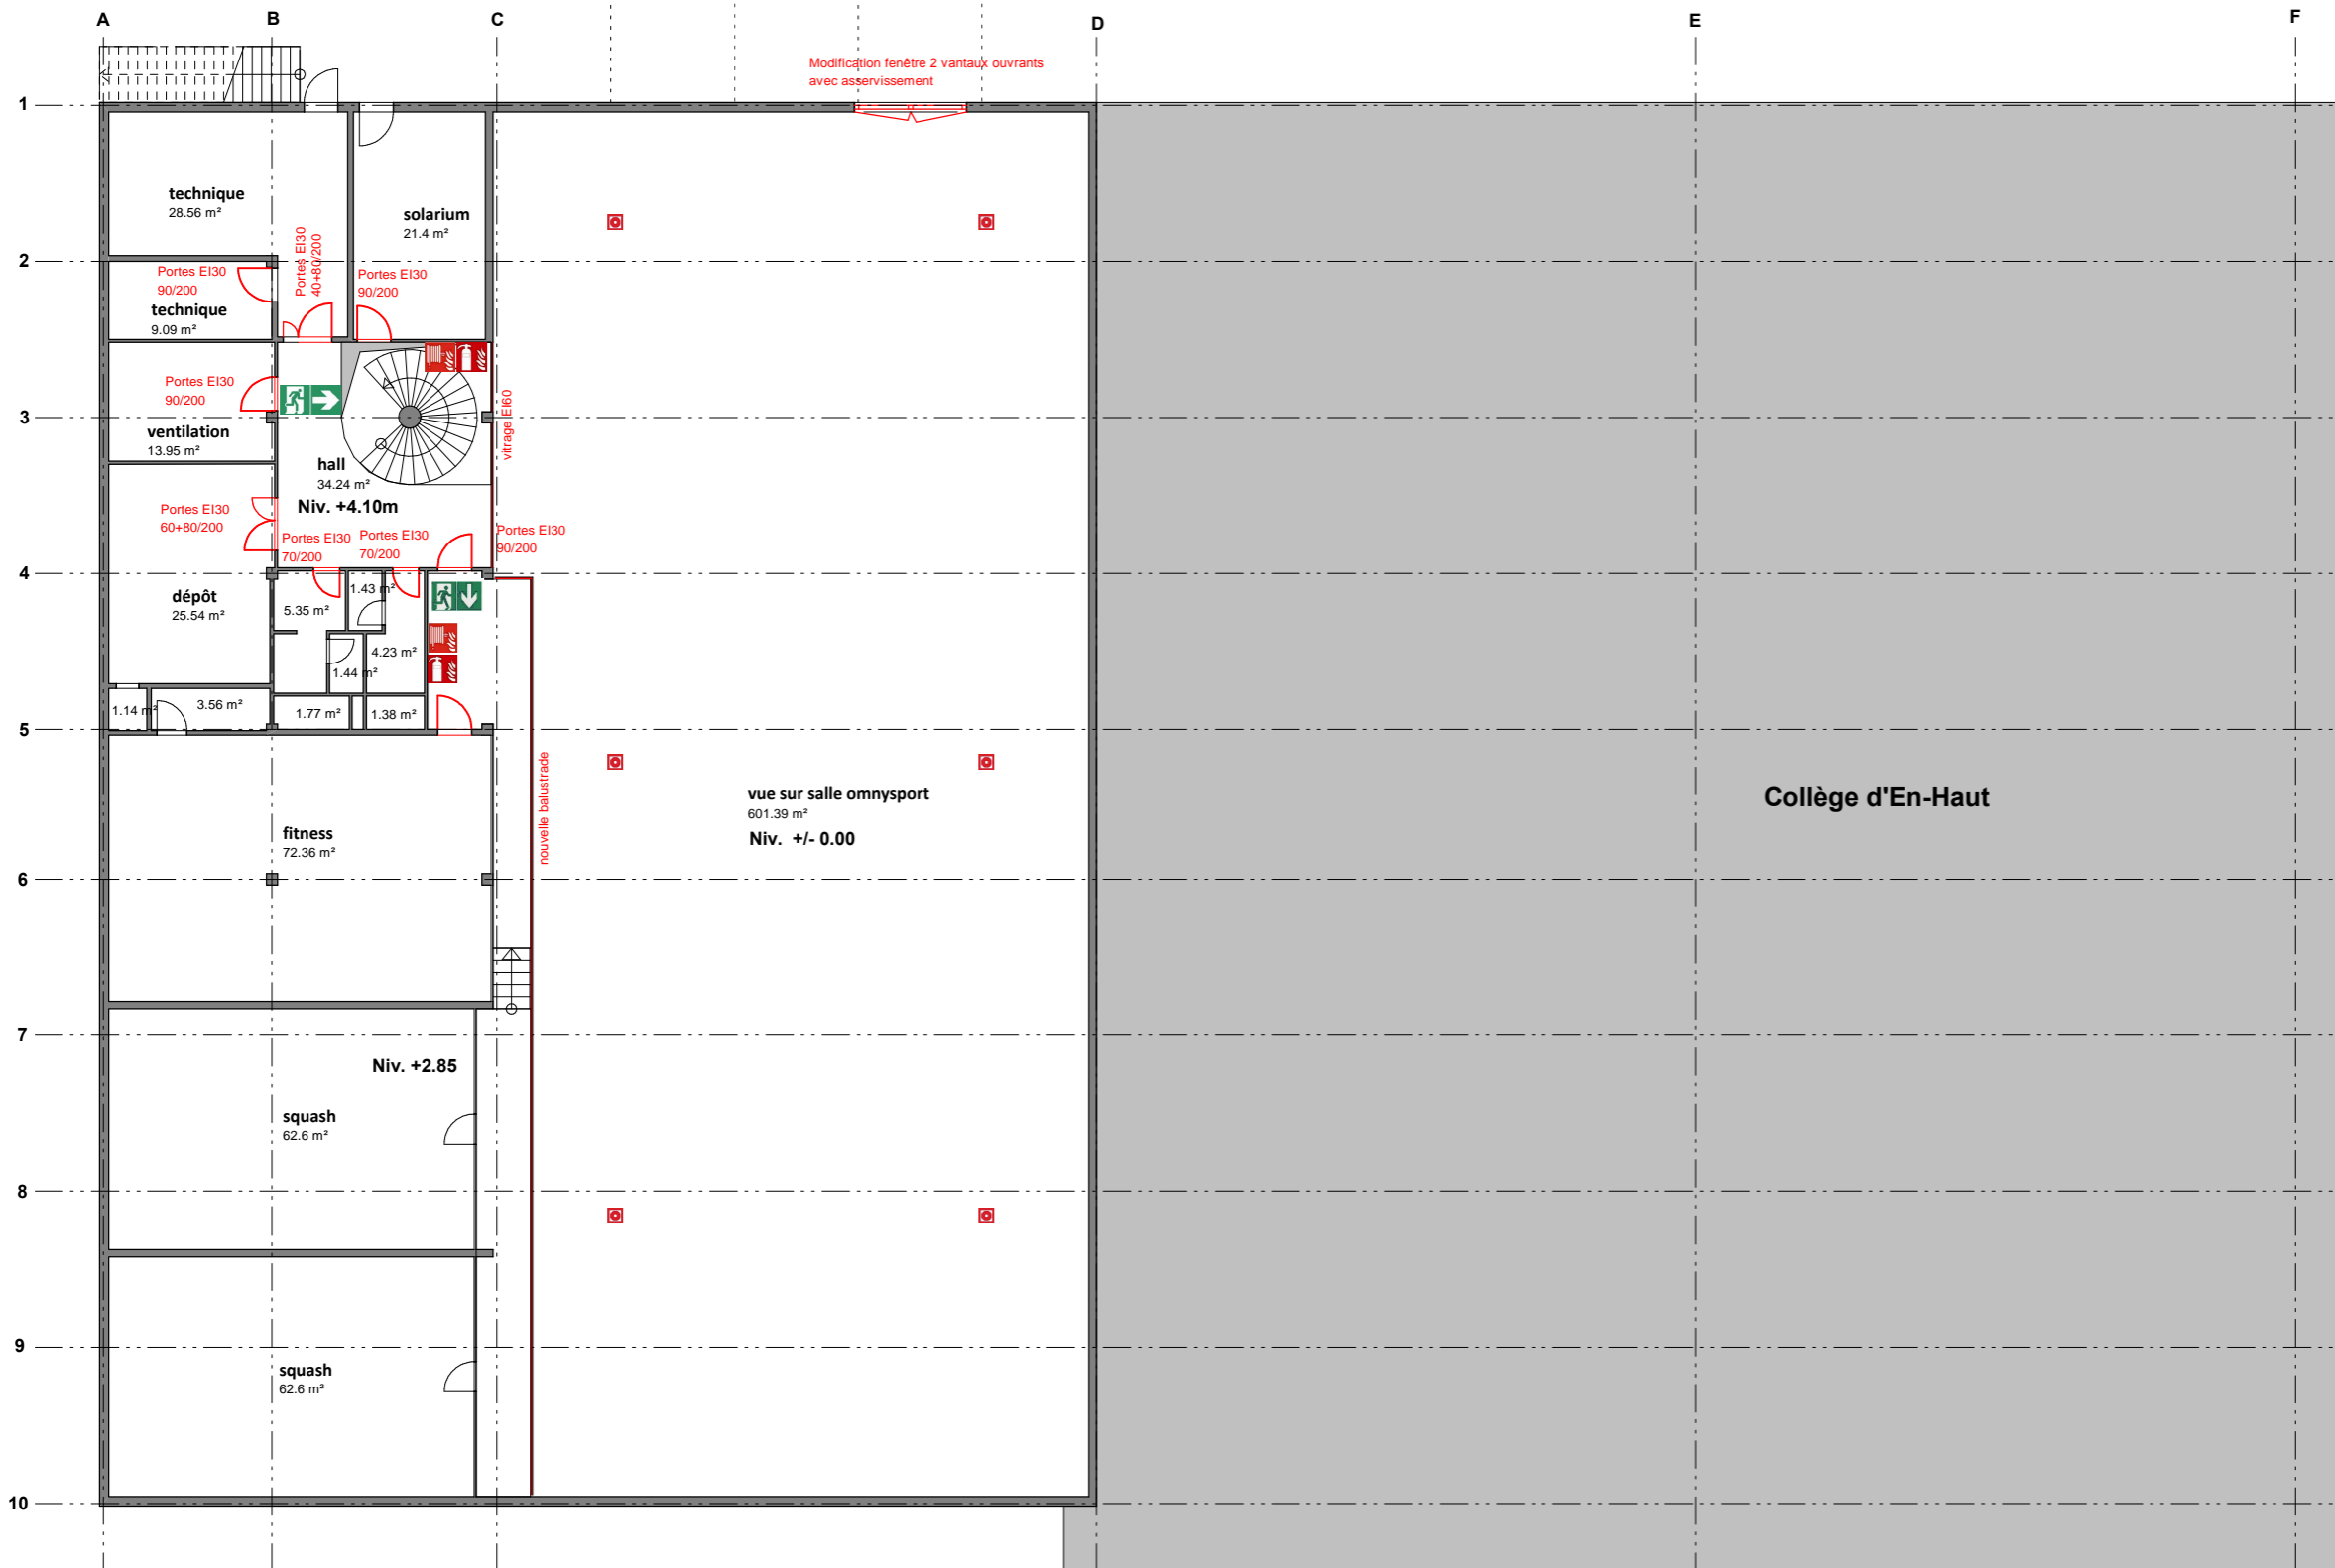 A
B
C
D
E
F
Modification fenêtre 2 vantaux ouvrants
avec asservissement
1
technique
28.56 m²
solarium
21.4 m²
Portes EI30
40+80/200
2
Portes EI30
90/200
Portes EI30
90/200
technique
9.09 m²
Portes EI30
90/200
vitrage EI60
3
ventilation
13.95 m²
hall
34.24 m²
Niv. +4.10m
Portes EI30
60+80/200
Portes EI30
70/200
Portes EI30
70/200
Portes EI30
90/200
4
dépôt
25.54 m²
5.35 m²
1.43 m²
4.23 m²
1.44 m²
1.14 m²
3.56 m²
1.77 m²
1.38 m²
5
nouvelle balustrade
vue sur salle omnysport
601.39 m²
Niv. +/- 0.00
Collège d'En-Haut
fitness
72.36 m²
6
7
Niv. +2.85
squash
62.6 m²
8
9
squash
62.6 m²
10